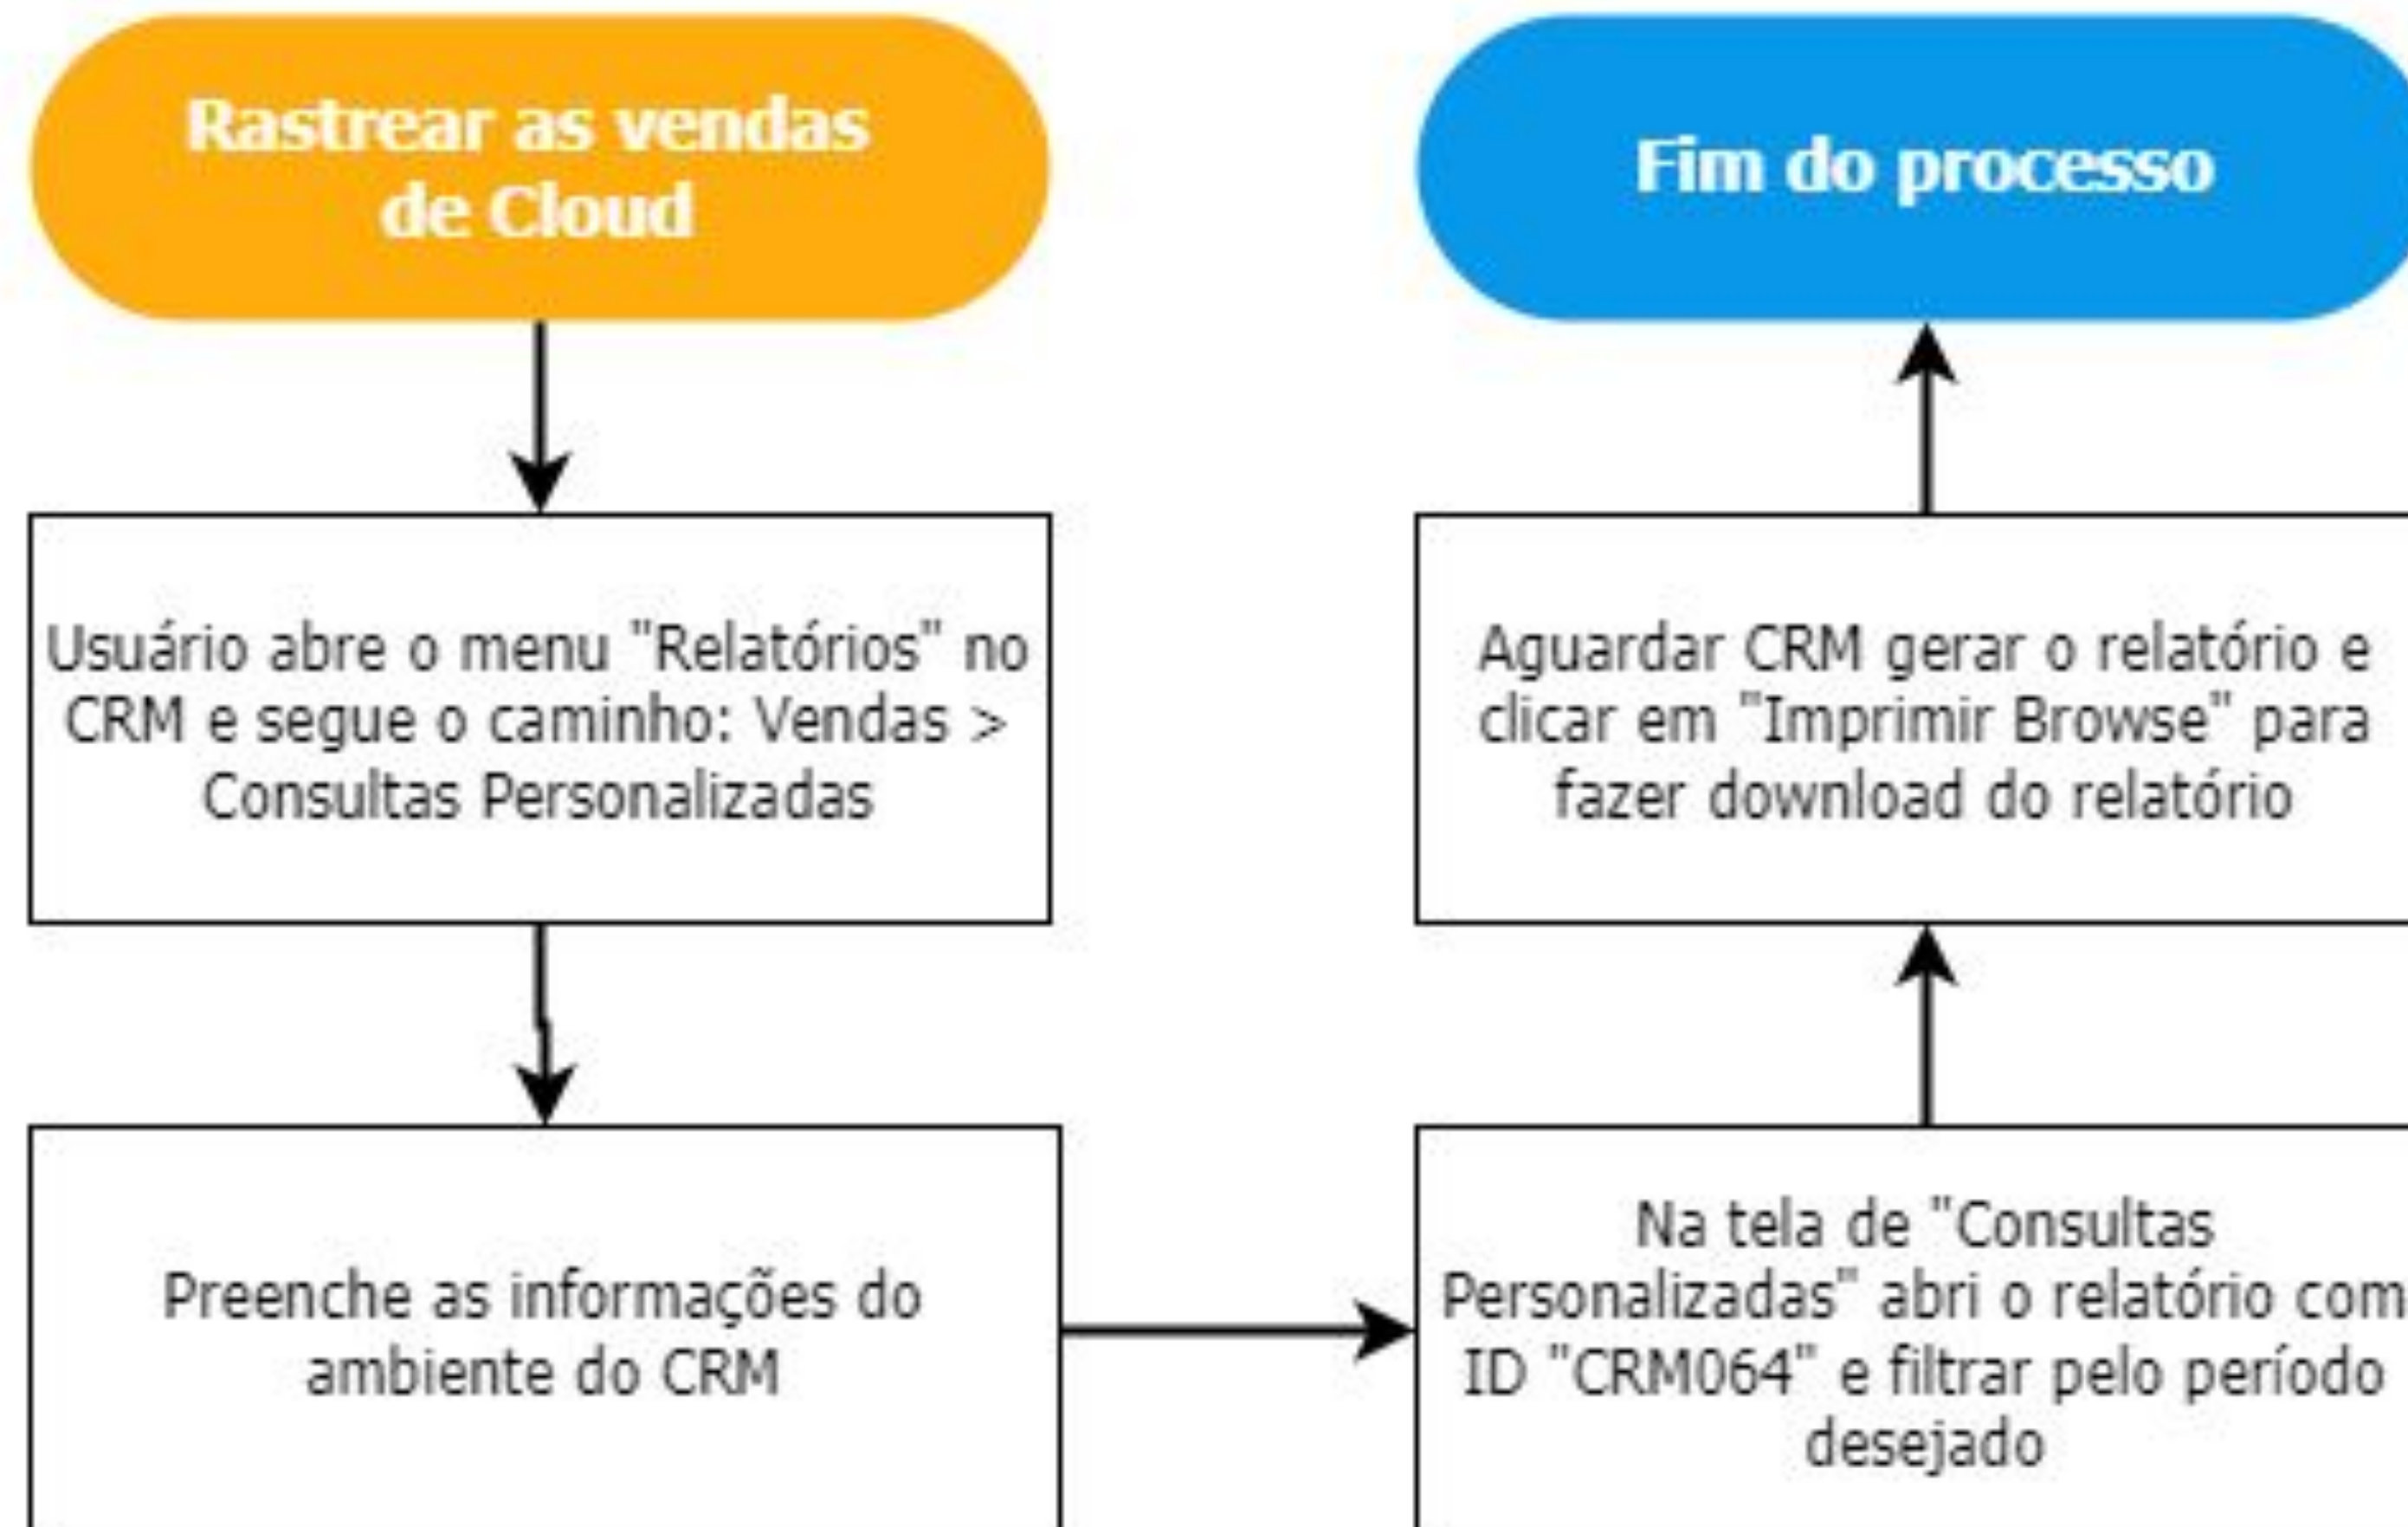 Rastrear as vendas
de Cloud
Usuário abre o menu "Relatórios" no
CRM e segue o caminho: Vendas >
Consultas Personalizadas
Preenche as informações do
ambiente do CRM
Na tela de "Consultas
Personalizadas" abri o relatório com
ID "CRM064" e filtrar pelo período
desejado
Aguardar CRM gerar o relatório e
clicar em "Imprimir Browse" para
fazer download do relatório
Fim do processo